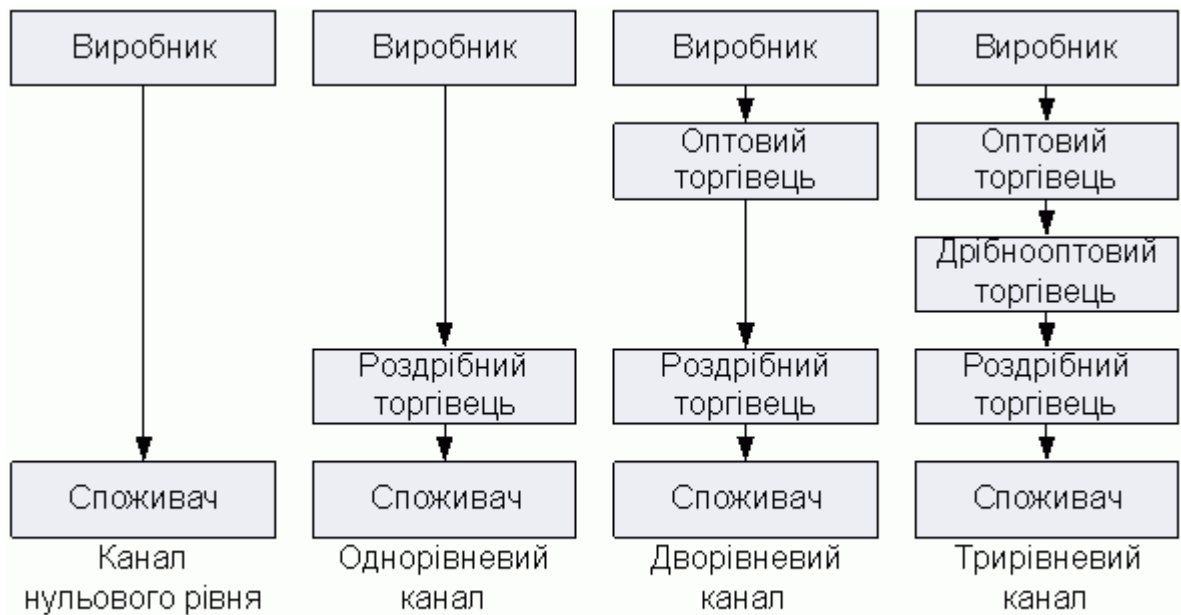 Виробник
Виробник
Виробник
Виробник
Оптовий
торгівець
Оптовий
торгівець
Дрібнооптовий
торгівець
Роздрібний
торгівець
Роздрібний
торгівець
Роздрібний
торгівець
Споживач
Споживач
Споживач
Споживач
Канал
нульового рівня
Однорівневий
канал
Дворівневий
канал
Трирівневий
канал